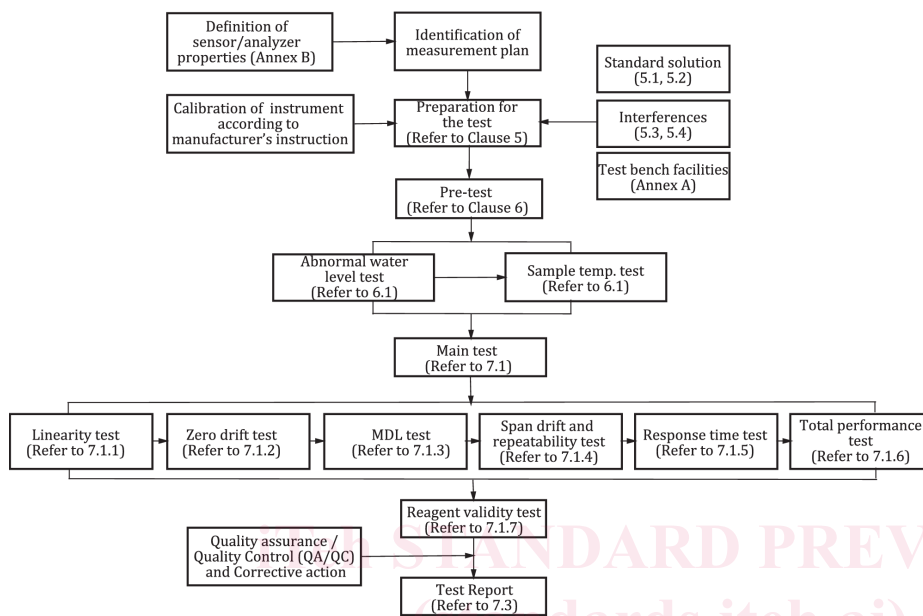 Definition of
sensor/analyzer
properties (Annex B)
Identification of
measurement plan
Standard solution
(5.1, 5.2)
Calibration of instrument
according to
manufacturer's instruction
Preparation for
the test
(Refer to Clause 5)
Interferences
(5.3, 5.4)
Test bench facilities
(Annex A)
Pre-test
(Refer to Clause 6)
Abnormal water
level test
(Refer to 6.1)
Sample temp. test
(Refer to 6.1)
Main test
(Refer to 7.1)
Linearity test
(Refer to 7.1.1)
Zero drift test
(Refer to 7.1.2)
MDL test
(Refer to 7.1.3)
Span drift and
repeatability test
(Refer to 7.1.4)
Response time test
(Refer to 7.1.5)
Total performance
test
(Refer to 7.1.6)
Reagent validity test
(Refer to 7.1.7)
Quality assurance /
Quality Control (QA/QC)
and Corrective action
Test Report
(Refer to 7.3)
iTeh STANDARD PREV
(standards.iteh.ai)